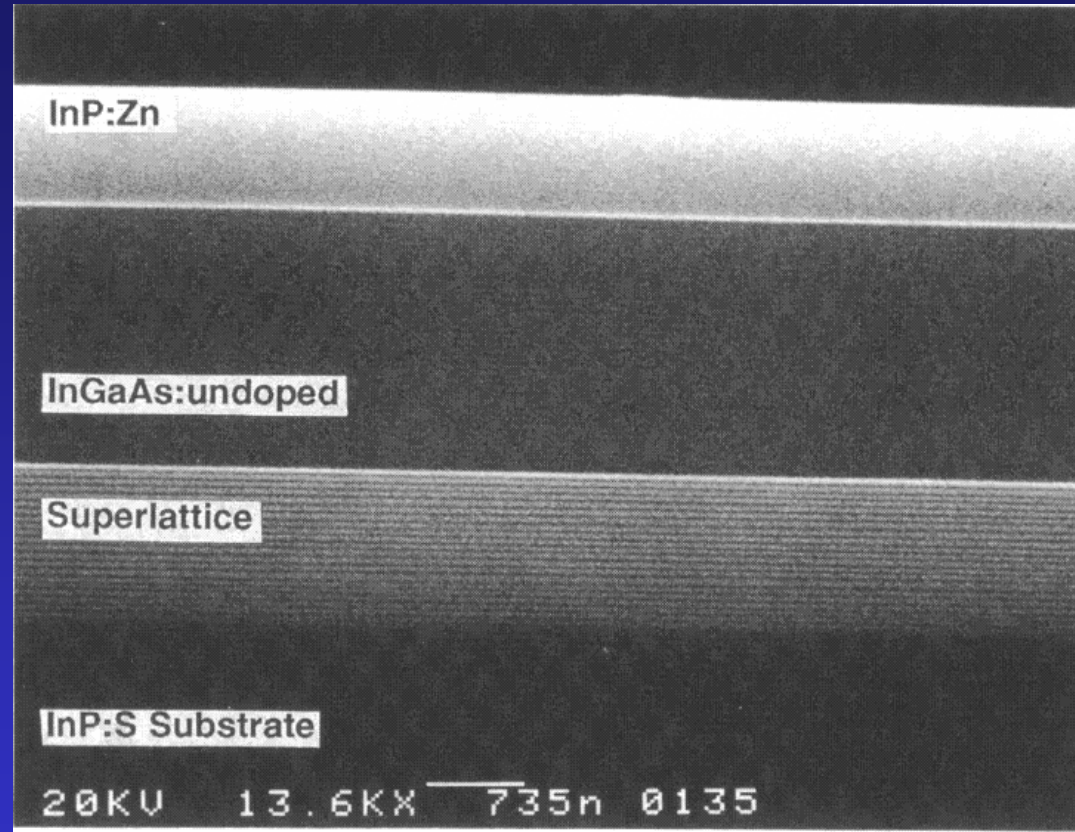 InP:Zn
InGaAs:undoped
Superlattice
InP:S Substrate
20KV 13.6KX 735n 0135